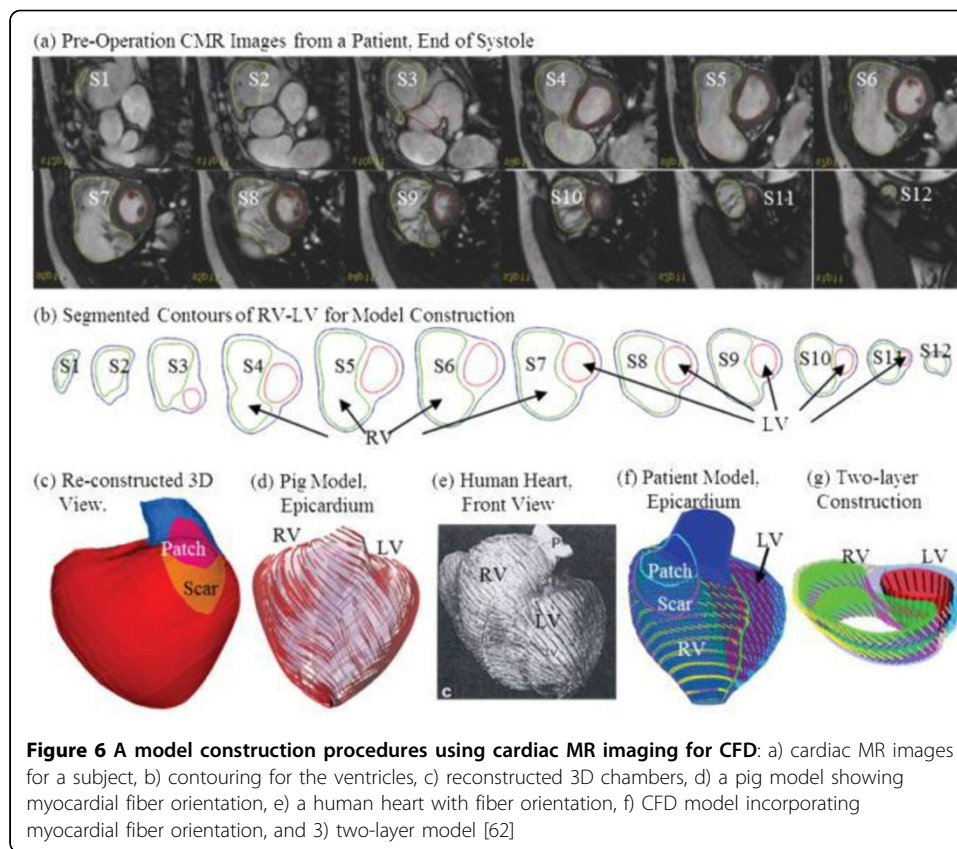 (a) Pre-Operation CMR Images from a Patient, End of Systole
S1 S2 S3 S4 S5 S6
S7 S8 S9 S10 S11 S12
(b) Segmented Contours of RV-LV for Model Construction
S1 S2 S3 S4 S5 S6 S7 S8 S9 S10 S11 S12
RV LV
(c) Re-constructed 3D View.
Patch
Scar
(d) Pig Model, Epicardium
RV LV
(e) Human Heart, Front View
P
RV
LV
C
(f) Patient Model, Epicardium
LV
Patch
Scar
RV
(g) Two-layer Construction
RV LV
Figure 6 A model construction procedures using cardiac MR imaging for CFD: a) cardiac MR images
for a subject, b) contouring for the ventricles, c) reconstructed 3D chambers, d) a pig model showing
myocardial fiber orientation, e) a human heart with fiber orientation, f) CFD model incorporating
myocardial fiber orientation, and 3) two-layer model [62]